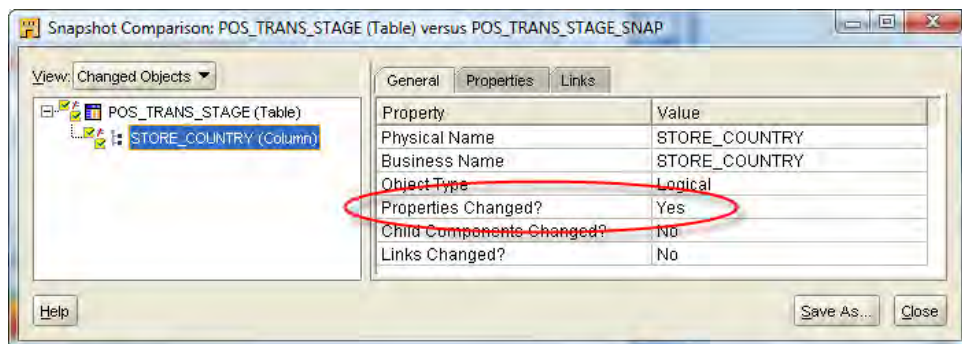 Snapshot Comparison: POS_TRANS_STAGE (Table) versus POS_TRANS_STAGE_SNAP
View: Changed Objects
POS_TRANS_STAGE (Table)
STORE_COUNTRY (Column)
General Properties Links
Property Value
Physical Name STORE_COUNTRY
Business Name STORE_COUNTRY
Object Type Logical
Properties Changed? Yes
Child Components Changed? No
Links Changed? No
Help Save As... Close